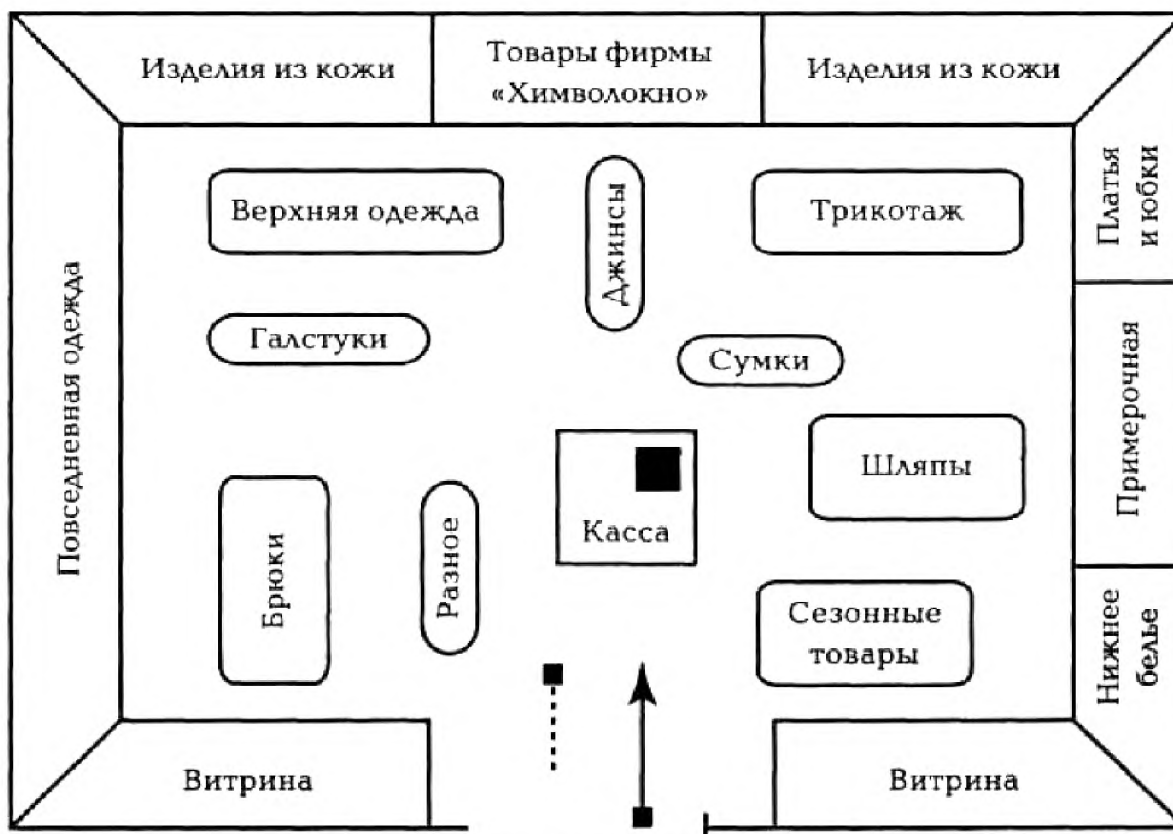 Изделия из кожи
Товары фирмы
«Химволокно»
Изделия из кожи
Верхняя одежда
Джинсы
Трикотаж
Платья
и юбки
Галстуки
Сумки
Повседневная одежда
Примерочная
Шляпы
Касса
Брюки
Разное
Сезонные
товары
Нижнее
белье
Витрина
Витрина